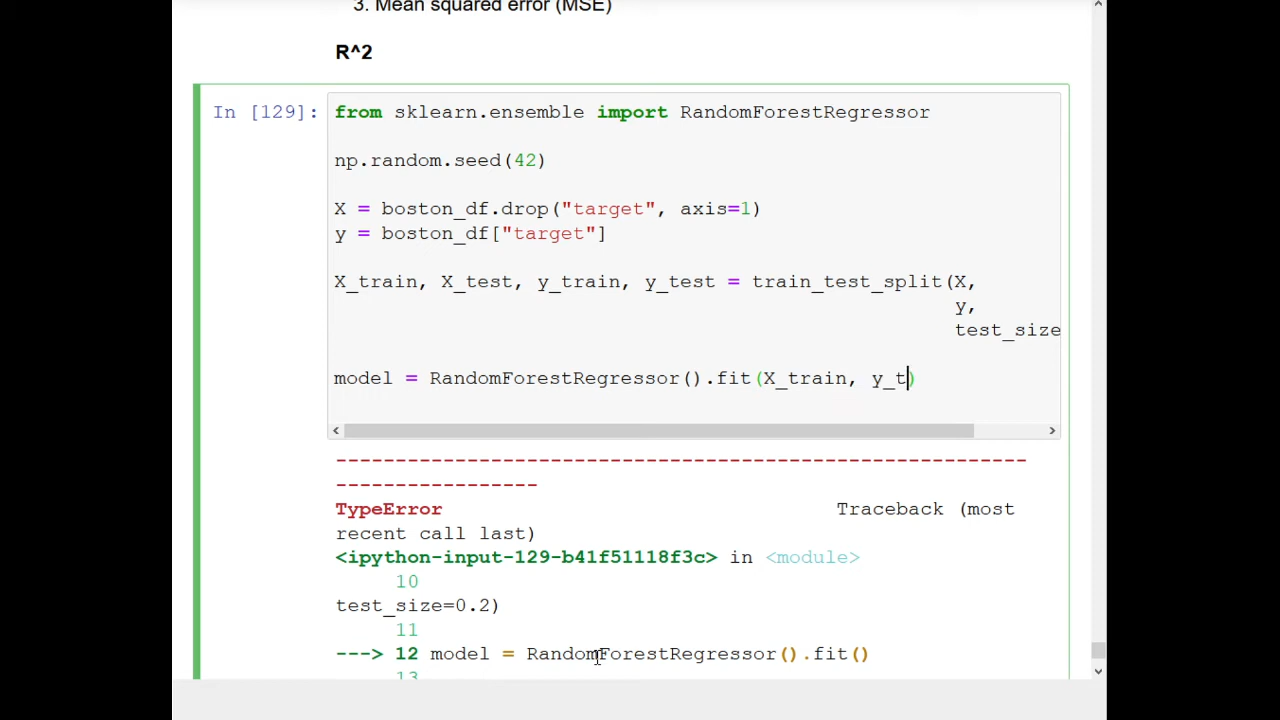 3. Mean squared error (MSE)
R^2
In [129]:
from sklearn.ensemble import RandomForestRegressor
np.random.seed(42)
X = boston_df.drop("target", axis=1)
y = boston_df["target"]
X_train, X_test, y_train, y_test = train_test_split(X,
y,
test_size
model = RandomForestRegressor().fit(X_train, y_t)
---------------------------------------------------------------------------
TypeError Traceback (most
recent call last)
<ipython-input-129-b41f51118f3c> in <module>
10
test_size=0.2)
11
---> 12 model = RandomForestRegressor().fit()
13